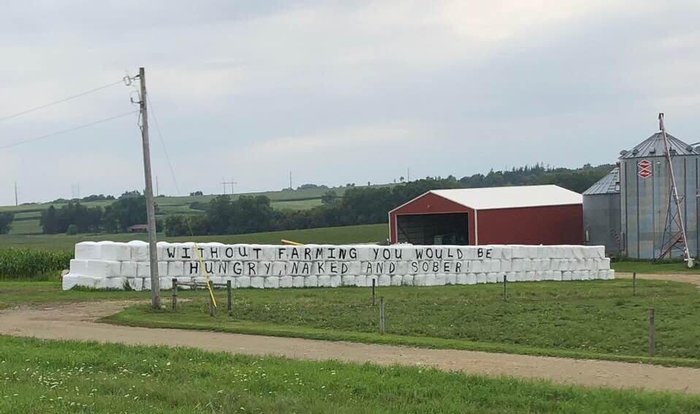 WITHOUT FARMING YOU WOULD BE
HUNGRY, NAKED AND SOBER!